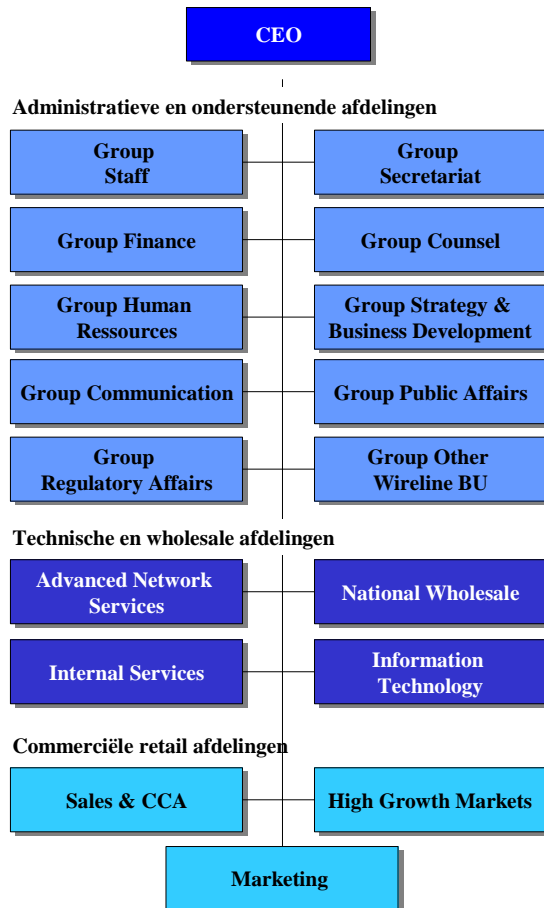 CEO
Administratieve en ondersteunende afdelingen
Group
Staff
Group
Secretariat
Group Finance
Group Counsel
Group Human
Ressources
Group Strategy &
Business Development
Group Communication
Group Public Affairs
Group
Regulatory Affairs
Group Other
Wireline BU
Technische en wholesale afdelingen
Advanced Network
Services
National Wholesale
Internal Services
Information
Technology
Commerciële retail afdelingen
Sales & CCA
High Growth Markets
Marketing